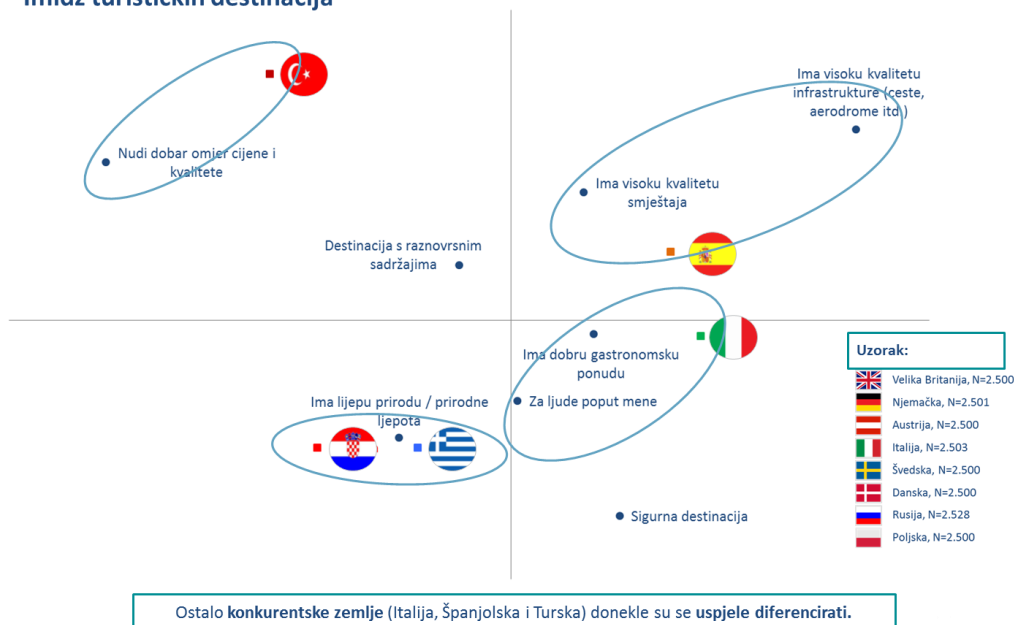 Imidž turističkih destinacija
Ima visoku kvalitetu
infrastrukture (ceste,
aerodrome itd.)
Nudi dobar omjer cijene i
kvalitete
Ima visoku kvalitetu
smještaja
Destinacija s raznovrsnim
sadržajima
Ima dobru gastronomsku
ponudu
Za ljude poput mene
Ima lijepu prirodu / prirodne
ljepota
Sigurna destinacija
Uzorak:
Velika Britanija, N=2.500
Njemačka, N=2.501
Austrija, N=2.500
Italija, N=2.503
Švedska, N=2.500
Danska, N=2.500
Rusija, N=2.528
Poljska, N=2.500
Ostalo konkurentske zemlje (Italija, Španjolska i Turska) donekle su se uspjele diferencirati.